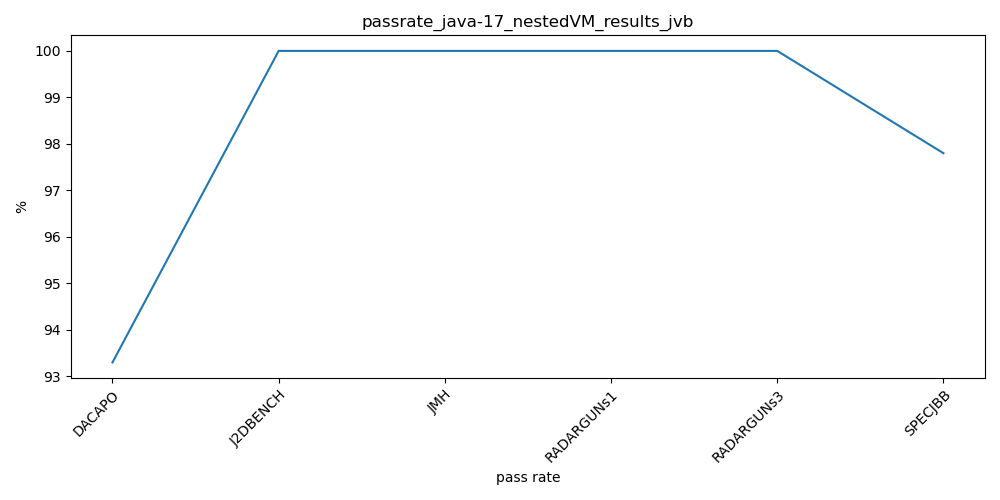 passrate_java-17_nestedVM_results_jvb
100
99
98
97
96
95
94
93
%
DACAPO
J2DBENCH
JMH
RADARGUNs1
RADARGUNs3
SPECJBB
pass rate